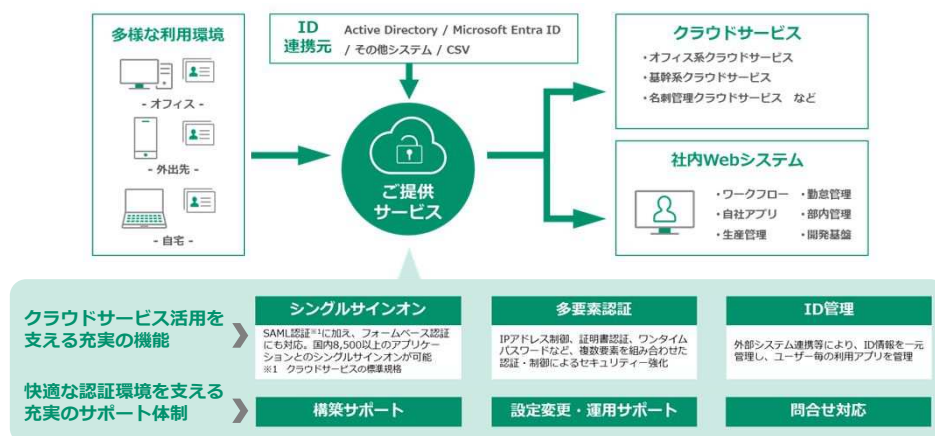 多様な利用環境
- オフィス -
- 外出先 -
- 自宅 -
ID
連携元
Active Directory / Microsoft Entra ID
/ その他システム / CSV
ご提供
サービス
クラウドサービス
・オフィス系クラウドサービス
・基幹系クラウドサービス
・名刺管理クラウドサービス など
社内Webシステム
・ワークフロー ・勤怠管理
・自社アプリ ・部内管理
・生産管理 ・開発基盤
クラウドサービス活用を
支える充実の機能
シングルサインオン
SAML認証※1に加え、フォームベース認証
にも対応。国内8,500以上のアプリケー
ションとのシングルサインオンが可能
※1 クラウドサービスの標準規格
多要素認証
IPアドレス制御、証明書認証、ワンタイム
パスワードなど、複数要素を組み合わせた
認証・制御によるセキュリティー強化
ID管理
外部システム連携等により、ID情報を一元
管理し、ユーザー毎の利用アプリを管理
快適な認証環境を支える
充実のサポート体制
構築サポート
設定変更・運用サポート
問合せ対応